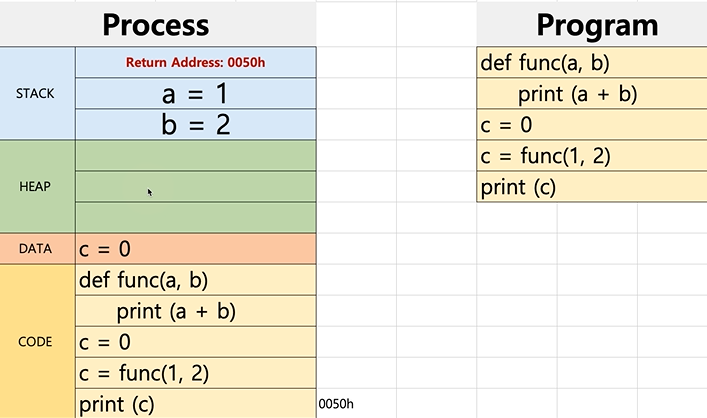 Process
Program
STACK
Return Address: 0050h
a = 1
b = 2
HEAP
DATA
c = 0
CODE
def func(a, b)
print (a + b)
c = 0
c = func(1, 2)
print (c)
0050h
def func(a, b)
print (a + b)
c = 0
c = func(1, 2)
print (c)